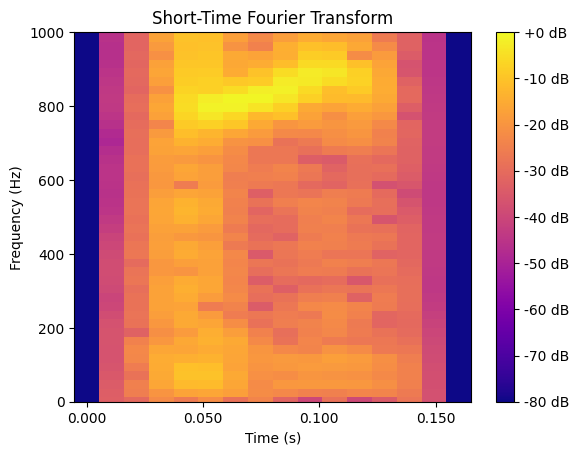 Short-Time Fourier Transform
1000
800
600
400
200
0
Frequency (Hz)
0.000
0.050
0.100
0.150
Time (s)
+0 dB
-10 dB
-20 dB
-30 dB
-40 dB
-50 dB
-60 dB
-70 dB
-80 dB